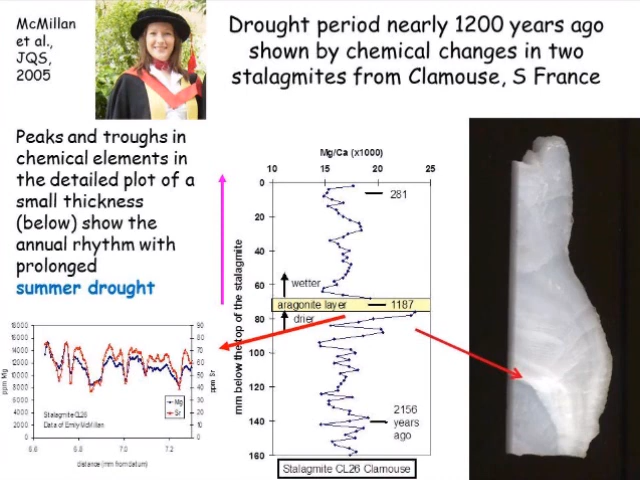 McMillan
et al.,
JQS,
2005
Drought period nearly 1200 years ago
shown by chemical changes in two
stalagmites from Clamouse, S France
Peaks and troughs in
chemical elements in
the detailed plot of a
small thickness
(below) show the
annual rhythm with
prolonged
summer drought
Mg/Ca (x1000)
10 15 20 25
mm below the top of the stalagmite
0
20
40
60
80
100
120
140
160
281
wetter
aragonite layer
1187
drier
2156
years
ago
Stalagmite CL26 Clamouse
ppm Mg
18000
16000
14000
12000
10000
8000
6000
4000
2000
0
ppm Sr
90
80
70
60
50
40
30
20
10
0
Mg
Sr
Stalagmite CL26
Data of Emily McMillan
6.6 6.8 7.0 7.2
distance (mm from datum)